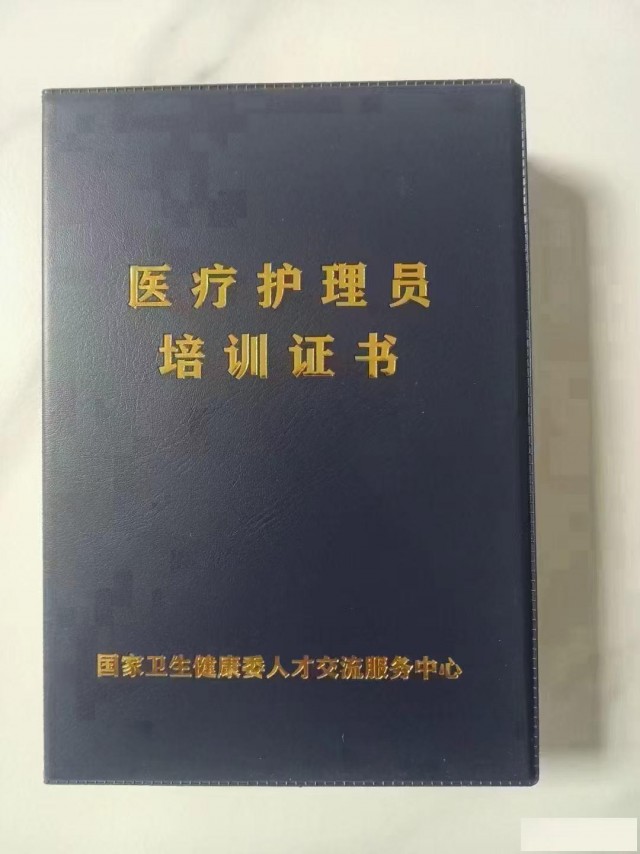 医疗护理员
培训证书
国家卫生健康委人才交流服务中心